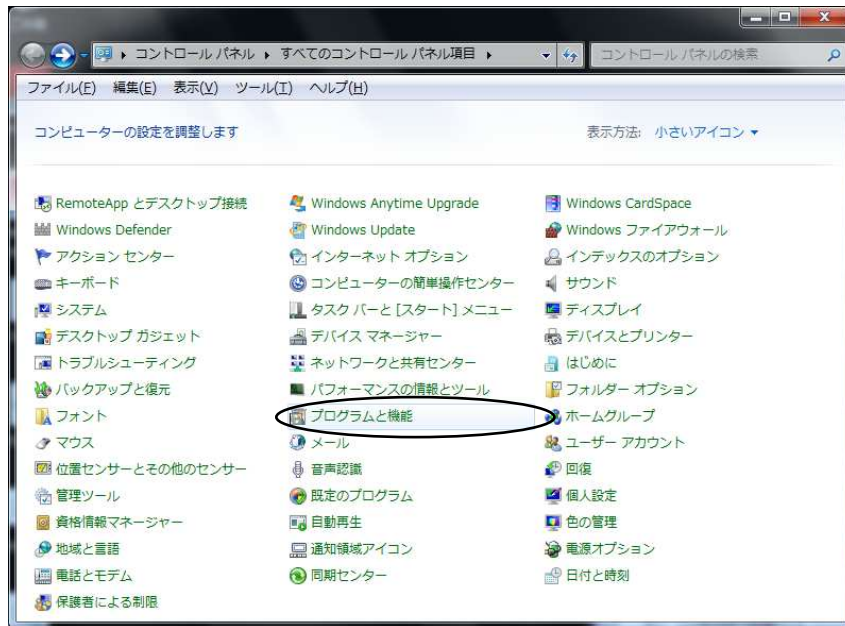 コントロール パネル ▸ すべてのコントロール パネル項目 ▸ コントロール パネルの検索
ファイル(F) 編集(E) 表示(V) ツール(T) ヘルプ(H)
コンピューターの設定を調整します 表示方法: 小さいアイコン
RemoteApp とデスクトップ接続 Windows Anytime Upgrade Windows CardSpace
Windows Defender Windows Update Windows ファイアウォール
アクション センター インターネット オプション インデックスのオプション
キーボード コンピューターの簡単操作センター サウンド
システム タスク バーと [スタート] メニュー ディスプレイ
デスクトップ ガジェット デバイス マネージャー デバイスとプリンター
トラブルシューティング ネットワークと共有センター はじめに
バックアップと復元 パフォーマンスの情報とツール フォルダー オプション
フォント プログラムと機能 ホームグループ
マウス メール ユーザー アカウント
位置センサーとその他のセンサー 音声認識 回復
管理ツール 既定のプログラム 個人設定
資格情報マネージャー 自動再生 色の管理
地域と言語 通知領域アイコン 電源オプション
電話とモデム 同期センター 日付と時刻
保護者による制限